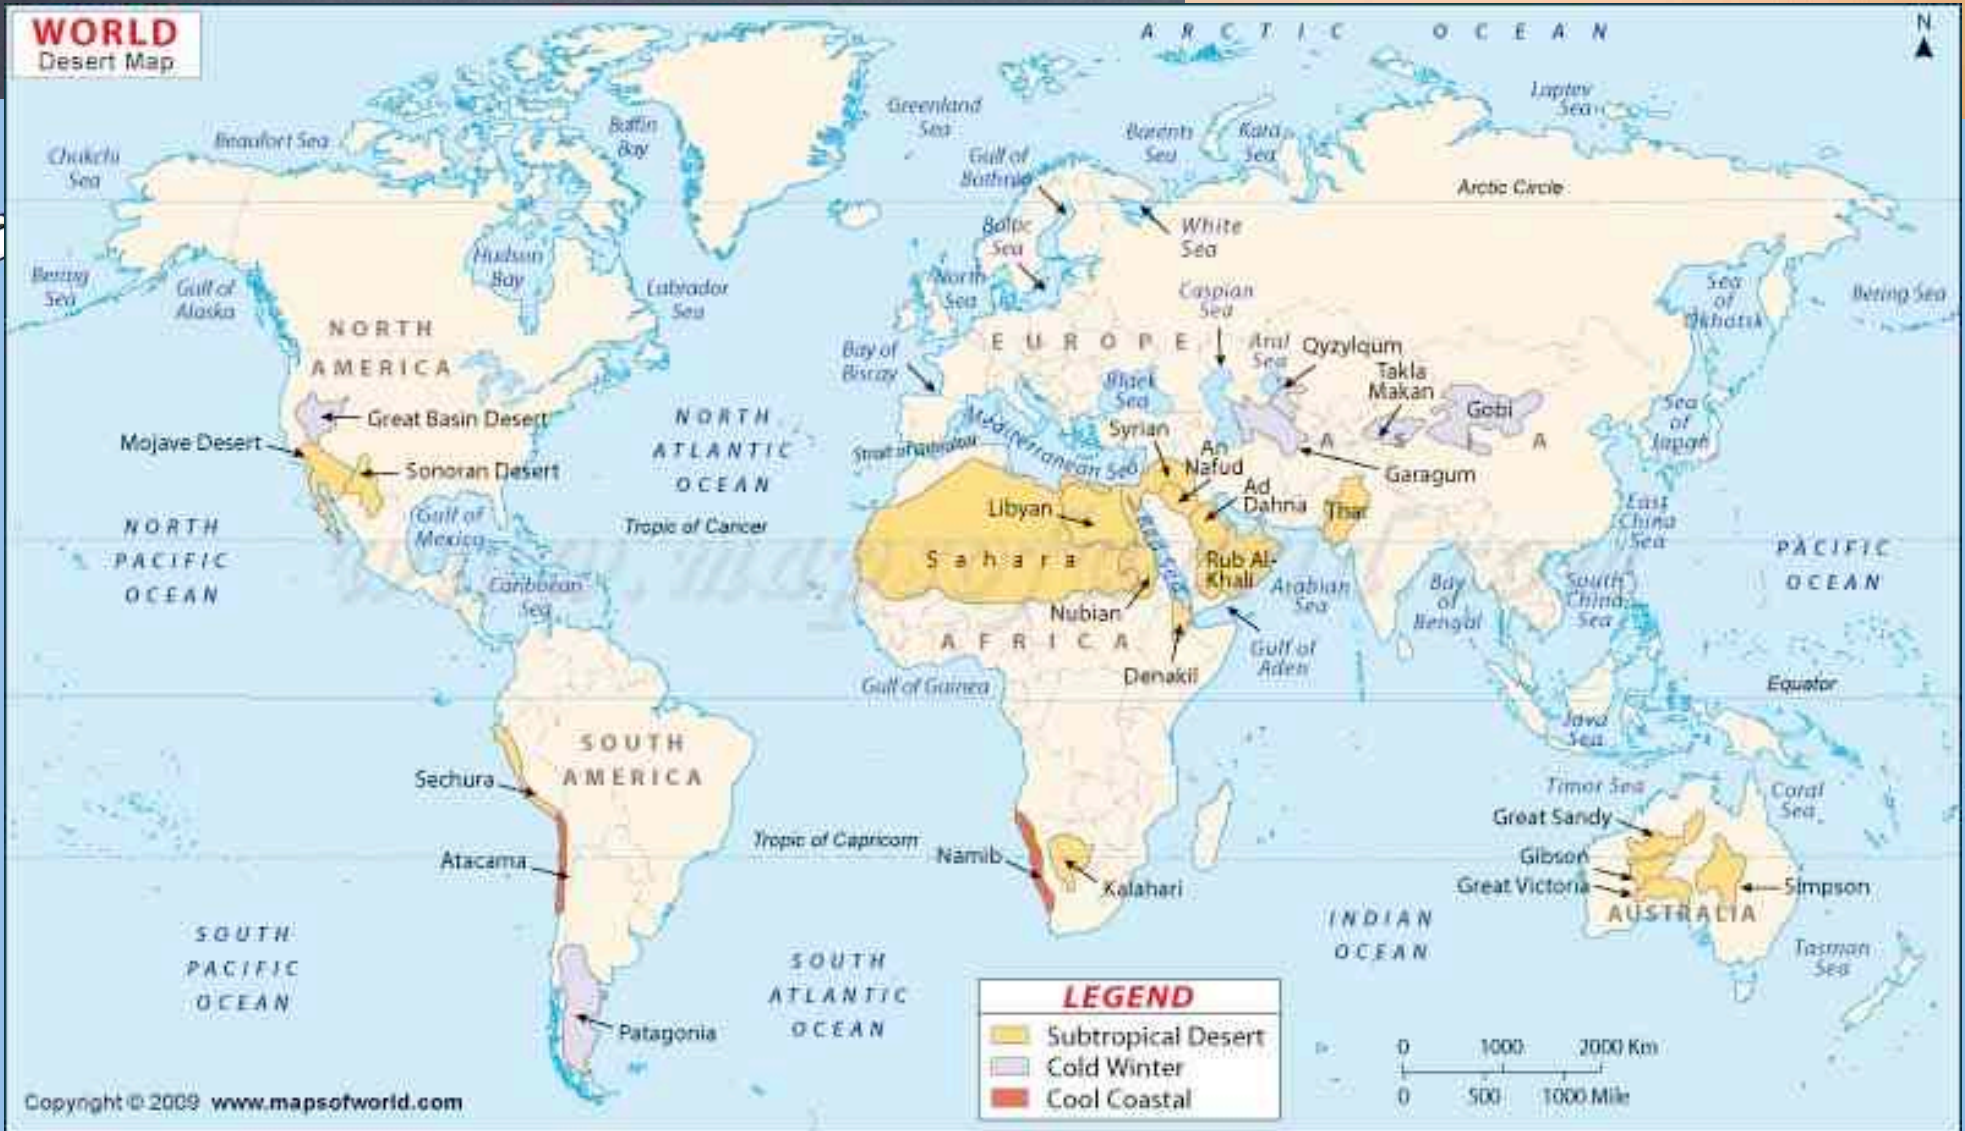 WORLD
Desert Map
ARCTIC OCEAN
N
Greenland
Sea
Laptev
Sea
Beaufort Sea
Baffin
Bay
Barents
Sea
Kara
Sea
Chukchi
Sea
Gulf of
Bothnia
Arctic Circle
White
Sea
Baltic
Sea
Hudson
Bay
Bering
Sea
Gulf of
Alaska
Labrador
Sea
North
Sea
Caspian
Sea
Sea
of
Okhotsk
Bering Sea
NORTH
AMERICA
EUROPE
Aral
Sea
Qyzylqum
Bay of
Biscay
Takla
Makan
Black
Sea
Gobi
Great Basin Desert
NORTH
ATLANTIC
OCEAN
Mediterranean Sea
Syrian
Sea
of
Japan
ASIA
Mojave Desert
Strait of Gibraltar
An
Nafud
Sonoran Desert
Garagum
Ad
Dahna
Libyan
Thar
Gulf of
Mexico
East
China
Sea
NORTH
PACIFIC
OCEAN
Tropic of Cancer
Red Sea
Sahara
Rub Al-
Khali
PACIFIC
OCEAN
Caribbean
Sea
Arabian
Sea
Bay
of
Bengal
South
China
Sea
Nubian
AFRICA
Gulf of
Aden
Denakil
Gulf of Guinea
Equator
Java
Sea
SOUTH
AMERICA
Sechura
Timor Sea
Coral
Sea
Great Sandy
Tropic of Capricorn
Atacama
Namib
Kalahari
Gibson
Great Victoria
Simpson
AUSTRALIA
INDIAN
OCEAN
SOUTH
PACIFIC
OCEAN
SOUTH
ATLANTIC
OCEAN
Tasman
Sea
Patagonia
LEGEND
Subtropical Desert
Cold Winter
Cool Coastal
0 1000 2000 Km
0 500 1000 Mile
Copyright © 2009 www.mapsofworld.com